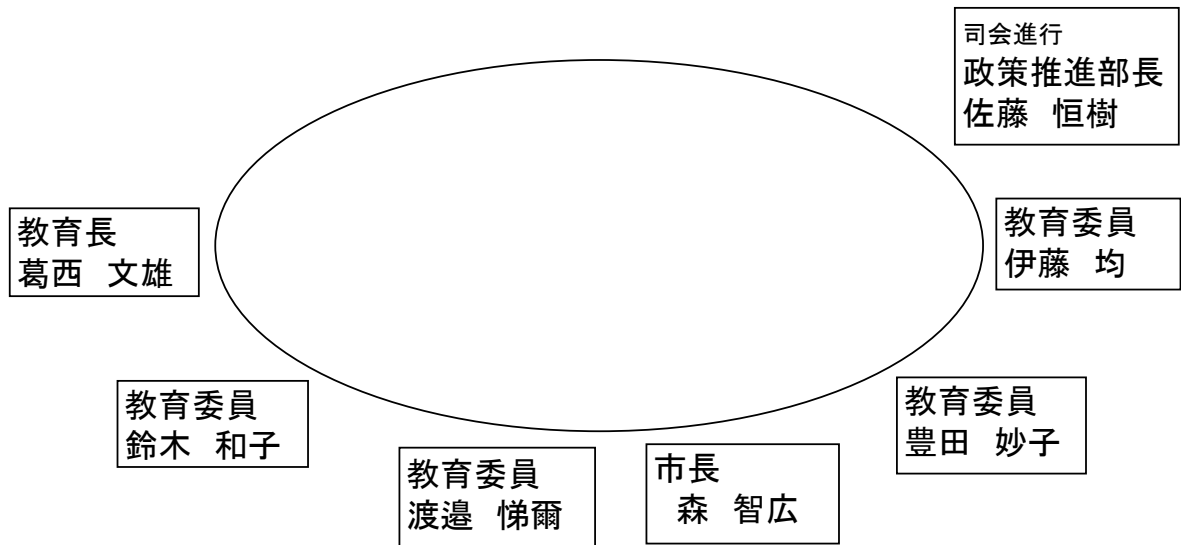 司会進行
政策推進部長
佐藤 恒樹
教育長
葛西 文雄
教育委員
伊藤 均
教育委員
鈴木 和子
教育委員
豊田 妙子
教育委員
渡邉 悌爾
市長
森 智広